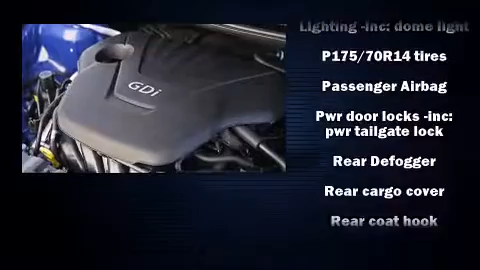 Lighting -inc: dome light
P175/70R14 tires
Passenger Airbag
Pwr door locks -inc:
pwr tailgate lock
Rear Defogger
Rear cargo cover
Rear coat hook
GDi